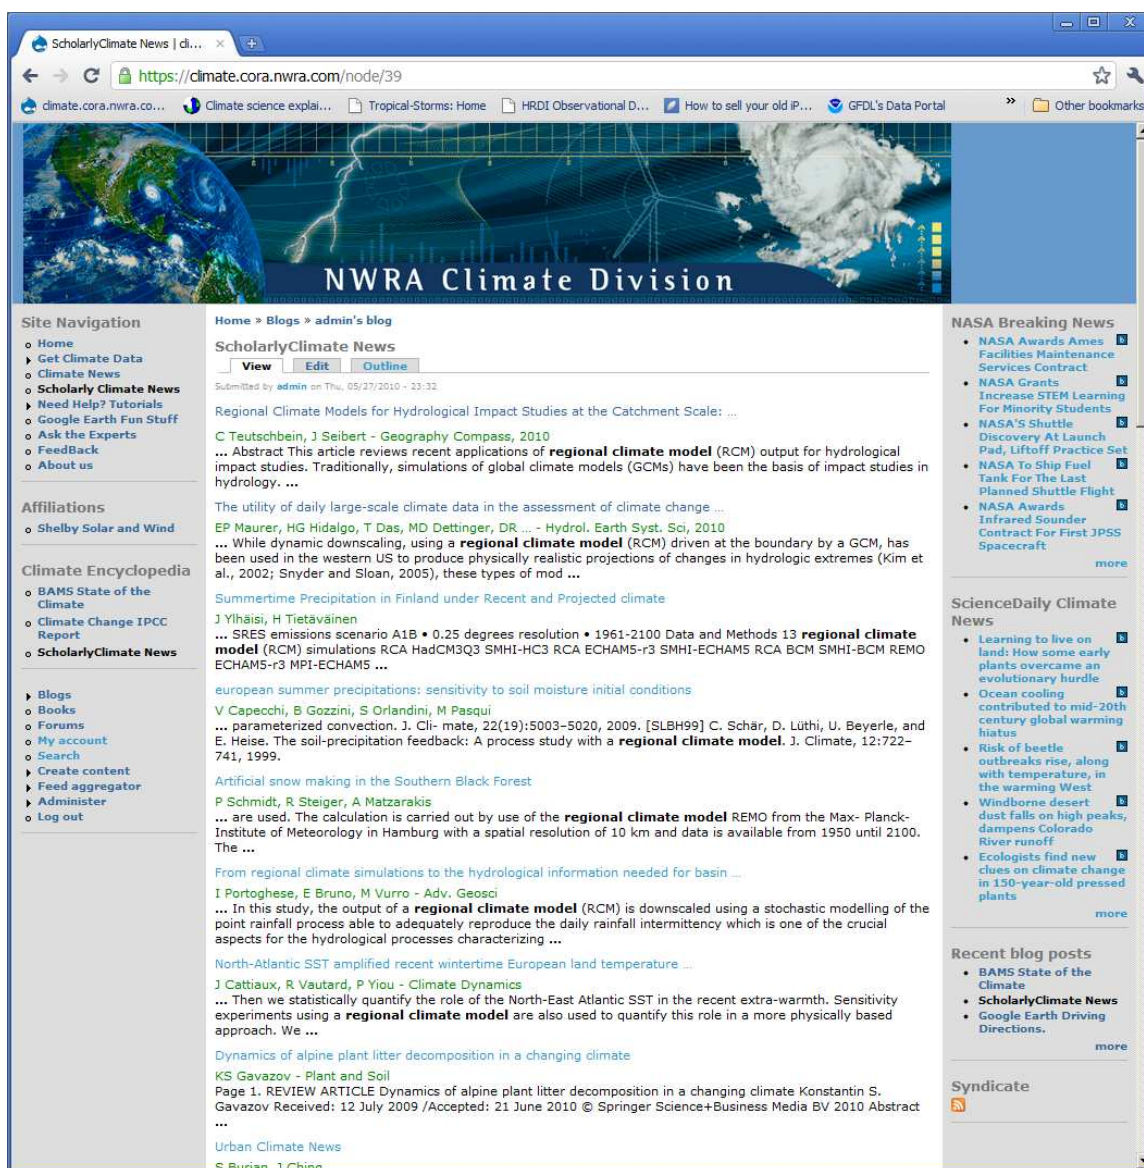 ScholarlyClimate News | cli...
https://climate.cora.nwra.com/node/39
climate.cora.nwra.co...
Climate science explai...
Tropical-Storms: Home
HRDI Observational D...
How to sell your old iP...
GFDL's Data Portal
»
Other bookmarks
NWRA Climate Division
Site Navigation
Home
Get Climate Data
Climate News
Scholarly Climate News
Need Help? Tutorials
Google Earth Fun Stuff
Ask the Experts
FeedBack
About us
Affiliations
Shelby Solar and Wind
Climate Encyclopedia
BAMS State of the
Climate
Climate Change IPCC
Report
ScholarlyClimate News
Blogs
Books
Forums
My account
Search
Create content
Feed aggregator
Administer
Log out
Home » Blogs » admin's blog
ScholarlyClimate News
View
Edit
Outline
Submitted by admin on Thu, 05/27/2010 - 23:32
Regional Climate Models for Hydrological Impact Studies at the Catchment Scale: ...
C Teutschbein, J Seibert - Geography Compass, 2010
... Abstract This article reviews recent applications of regional climate model (RCM) output for hydrological
impact studies. Traditionally, simulations of global climate models (GCMs) have been the basis of impact studies in
hydrology. ...
The utility of daily large-scale climate data in the assessment of climate change ...
EP Maurer, HG Hidalgo, T Das, MD Dettinger, DR ... - Hydrol. Earth Syst. Sci, 2010
... While dynamic downscaling, using a regional climate model (RCM) driven at the boundary by a GCM, has
been used in the western US to produce physically realistic projections of changes in hydrologic extremes (Kim et
al., 2002; Snyder and Sloan, 2005), these types of mod ...
Summertime Precipitation in Finland under Recent and Projected climate
J Ylhäisi, H Tietäväinen
... SRES emissions scenario A1B • 0.25 degrees resolution • 1961-2100 Data and Methods 13 regional climate
model (RCM) simulations RCA HadCM3Q3 SMHI-HC3 RCA ECHAM5-r3 SMHI-ECHAM5 RCA BCM SMHI-BCM REMO
ECHAM5-r3 MPI-ECHAM5 ...
european summer precipitations: sensitivity to soil moisture initial conditions
V Capecchi, B Gozzini, S Orlandini, M Pasqui
... parameterized convection. J. Cli- mate, 22(19):5003–5020, 2009. [SLBH99] C. Schär, D. Lüthi, U. Beyerle, and
E. Heise. The soil-precipitation feedback: A process study with a regional climate model. J. Climate, 12:722–
741, 1999.
Artificial snow making in the Southern Black Forest
P Schmidt, R Steiger, A Matzarakis
... are used. The calculation is carried out by use of the regional climate model REMO from the Max- Planck-
Institute of Meteorology in Hamburg with a spatial resolution of 10 km and data is available from 1950 until 2100.
The ...
From regional climate simulations to the hydrological information needed for basin ...
I Portoghese, E Bruno, M Vurro - Adv. Geosci
... In this study, the output of a regional climate model (RCM) is downscaled using a stochastic modelling of the
point rainfall process able to adequately reproduce the daily rainfall intermittency which is one of the crucial
aspects for the hydrological processes characterizing ...
North-Atlantic SST amplified recent wintertime European land temperature ...
J Cattiaux, R Vautard, P Yiou - Climate Dynamics
... Then we statistically quantify the role of the North-East Atlantic SST in the recent extra-warmth. Sensitivity
experiments using a regional climate model are also used to quantify this role in a more physically based
approach. We ...
Dynamics of alpine plant litter decomposition in a changing climate
KS Gavazov - Plant and Soil
Page 1. REVIEW ARTICLE Dynamics of alpine plant litter decomposition in a changing climate Konstantin S.
Gavazov Received: 12 July 2009 /Accepted: 21 June 2010 © Springer Science+Business Media BV 2010 Abstract
...
Urban Climate News
S Burian, J Ching
NASA Breaking News
NASA Awards Ames
Facilities Maintenance
Services Contract
NASA Grants
Increase STEM Learning
For Minority Students
NASA'S Shuttle
Discovery At Launch
Pad, Liftoff Practice Set
NASA To Ship Fuel
Tank For The Last
Planned Shuttle Flight
NASA Awards
Infrared Sounder
Contract For First JPSS
Spacecraft
more
ScienceDaily Climate
News
Learning to live on
land: How some early
plants overcame an
evolutionary hurdle
Ocean cooling
contributed to mid-20th
century global warming
hiatus
Risk of beetle
outbreaks rise, along
with temperature, in
the warming West
Windborne desert
dust falls on high peaks,
dampens Colorado
River runoff
Ecologists find new
clues on climate change
in 150-year-old pressed
plants
more
Recent blog posts
BAMS State of the
Climate
ScholarlyClimate News
Google Earth Driving
Directions.
more
Syndicate